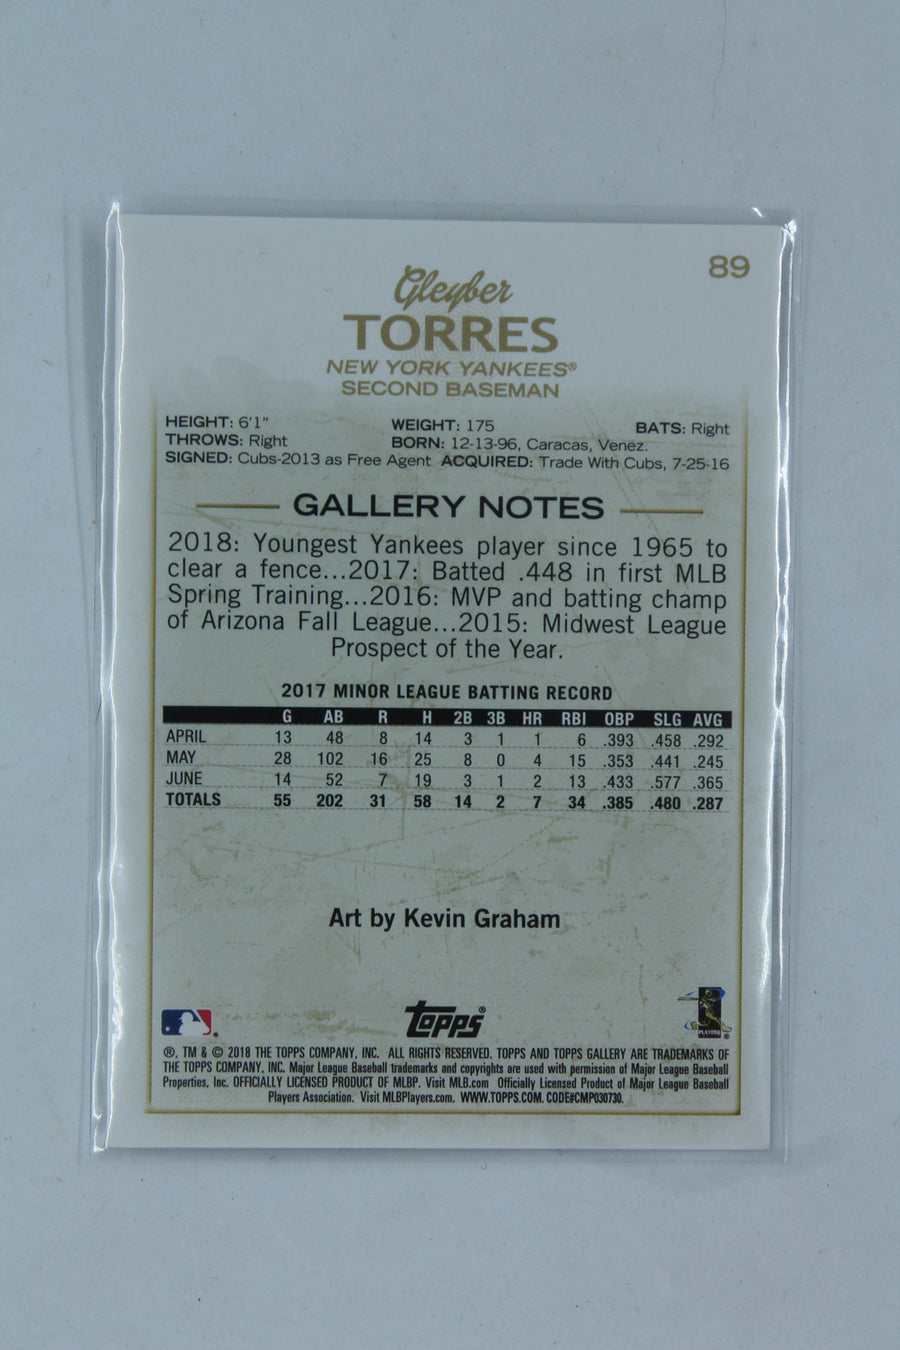 89
Gleyber
TORRES
NEW YORK YANKEES®
SECOND BASEMAN
HEIGHT: 6'1" WEIGHT: 175 BATS: Right
THROWS: Right BORN: 12-13-96, Caracas, Venez.
SIGNED: Cubs-2013 as Free Agent ACQUIRED: Trade With Cubs, 7-25-16
GALLERY NOTES
2018: Youngest Yankees player since 1965 to
clear a fence...2017: Batted .448 in first MLB
Spring Training...2016: MVP and batting champ
of Arizona Fall League...2015: Midwest League
Prospect of the Year.
2017 MINOR LEAGUE BATTING RECORD
G AB R H 2B 3B HR RBI OBP SLG AVG
APRIL 13 48 8 14 3 1 1 6 .393 .458 .292
MAY 28 102 16 25 8 0 4 15 .353 .441 .245
JUNE 14 52 7 19 3 1 2 13 .433 .577 .365
TOTALS 55 202 31 58 14 2 7 34 .385 .480 .287
Art by Kevin Graham
Topps®
PLAYERS ®
®, TM & © 2018 THE TOPPS COMPANY, INC. ALL RIGHTS RESERVED. TOPPS AND TOPPS GALLERY ARE TRADEMARKS OF
THE TOPPS COMPANY, INC. Major League Baseball trademarks and copyrights are used with permission of Major League Baseball
Properties, Inc. OFFICIALLY LICENSED PRODUCT OF MLBP. Visit MLB.com Officially Licensed Product of Major League Baseball
Players Association. Visit MLBPlayers.com. WWW.TOPPS.COM. CODE#CMP030730.